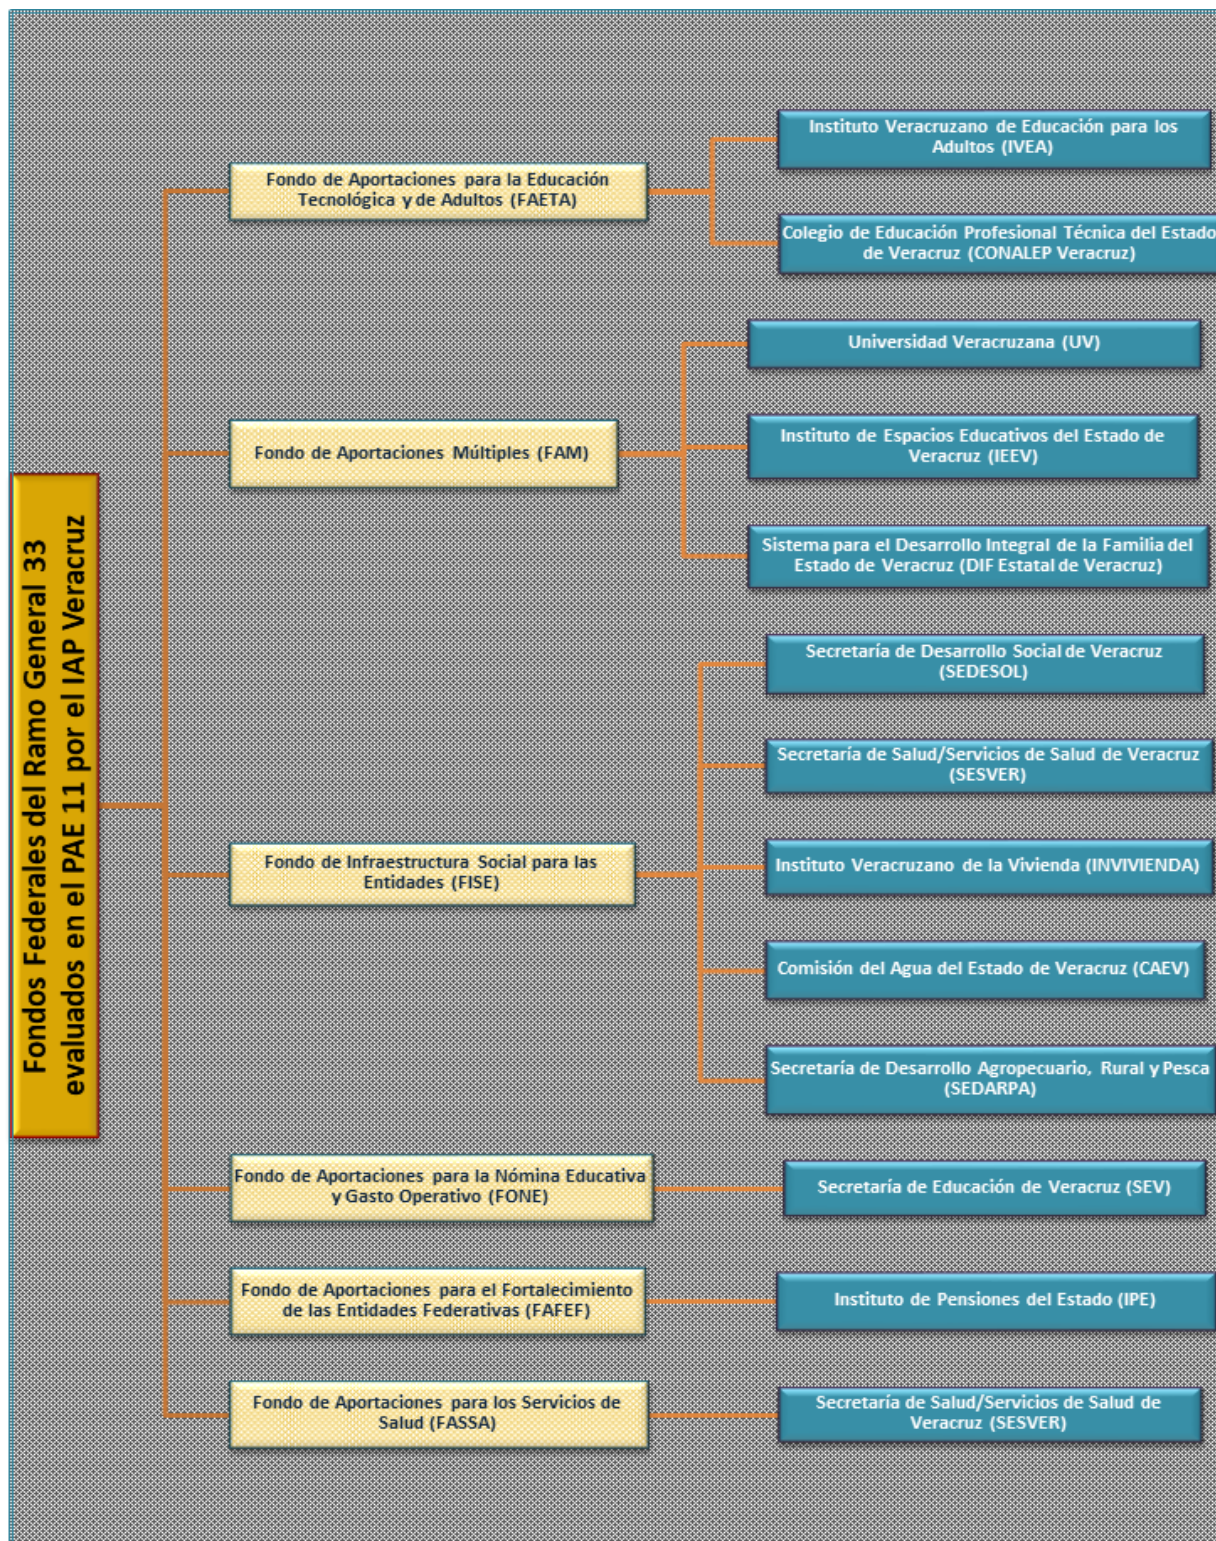 Fondos Federales del Ramo General 33
evaluados en el PAE 11 por el IAP Veracruz
Fondo de Aportaciones para la Educación
Tecnológica y de Adultos (FAETA)
Instituto Veracruzano de Educación para los
Adultos (IVEA)
Colegio de Educación Profesional Técnica del Estado
de Veracruz (CONALEP Veracruz)
Fondo de Aportaciones Múltiples (FAM)
Universidad Veracruzana (UV)
Instituto de Espacios Educativos del Estado de
Veracruz (IEEV)
Sistema para el Desarrollo Integral de la Familia del
Estado de Veracruz (DIF Estatal de Veracruz)
Fondo de Infraestructura Social para las
Entidades (FISE)
Secretaría de Desarrollo Social de Veracruz
(SEDESOL)
Secretaría de Salud/Servicios de Salud de Veracruz
(SESVER)
Instituto Veracruzano de la Vivienda (INVIVIENDA)
Comisión del Agua del Estado de Veracruz (CAEV)
Secretaría de Desarrollo Agropecuario, Rural y Pesca
(SEDARPA)
Fondo de Aportaciones para la Nómina Educativa
y Gasto Operativo (FONE)
Secretaría de Educación de Veracruz (SEV)
Fondo de Aportaciones para el Fortalecimiento
de las Entidades Federativas (FAFEF)
Instituto de Pensiones del Estado (IPE)
Fondo de Aportaciones para los Servicios de
Salud (FASSA)
Secretaría de Salud/Servicios de Salud de
Veracruz (SESVER)